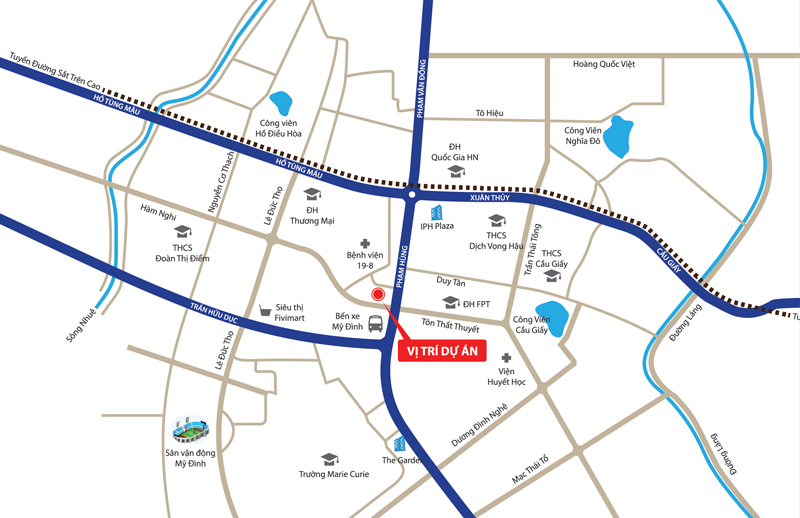 Tuyến Đường Sắt Trên Cao
HỒ TÙNG MẬU
PHẠM VĂN ĐỒNG
Hoàng Quốc Việt
Công viên
Hồ Điều Hòa
Tô Hiệu
Công Viên
Nghĩa Đô
ĐH
Quốc Gia HN
HỒ TÙNG MẬU
Nguyễn Cơ Thạch
Lê Đức Thọ
XUÂN THỦY
Hàm Nghi
ĐH
Thương Mại
IPH Plaza
THCS
Dịch Vọng Hậu
Trần Thái Tông
THCS
Đoàn Thị Điểm
Bệnh viện
19-8
PHẠM HÙNG
THCS
Cầu Giấy
CẦU GIẤY
Duy Tân
Sông Nhuệ
TRẦN HỮU DỤC
Siêu thị
Fivimart
Bến xe
Mỹ Đình
ĐH FPT
Tôn Thất Thuyết
Công Viên
Cầu Giấy
Đường Láng
Tu
Lê Đức Thọ
VỊ TRÍ DỰ ÁN
Viện
Huyết Học
Dương Đình Nghệ
Sân vận động
Mỹ Đình
The Garden
Trường Marie Curie
Mạc Thái Tổ
Đường Láng